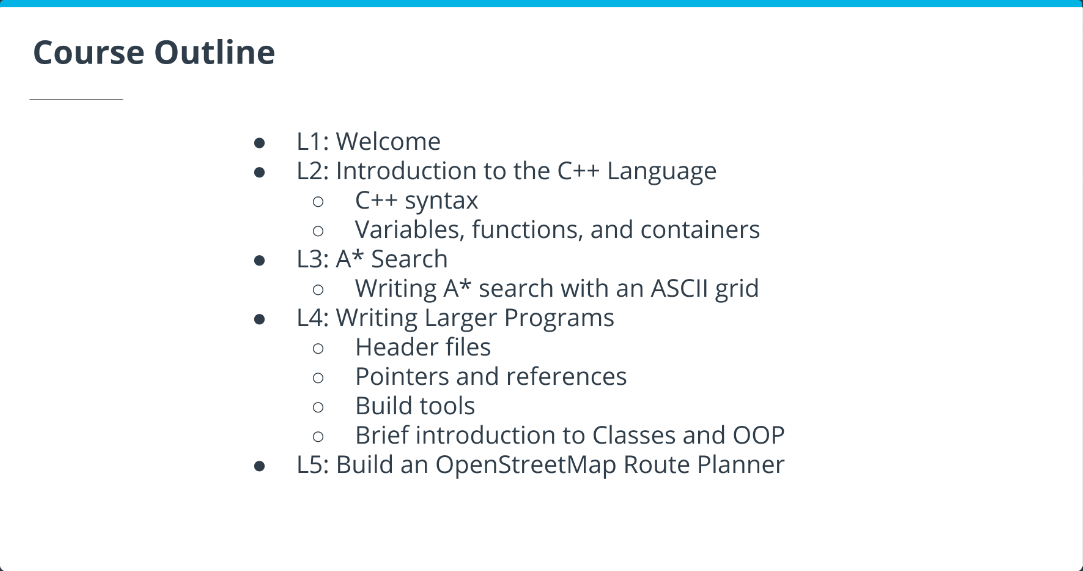 Course Outline
● L1: Welcome
● L2: Introduction to the C++ Language
○ C++ syntax
○ Variables, functions, and containers
● L3: A* Search
○ Writing A* search with an ASCII grid
● L4: Writing Larger Programs
○ Header files
○ Pointers and references
○ Build tools
○ Brief introduction to Classes and OOP
● L5: Build an OpenStreetMap Route Planner